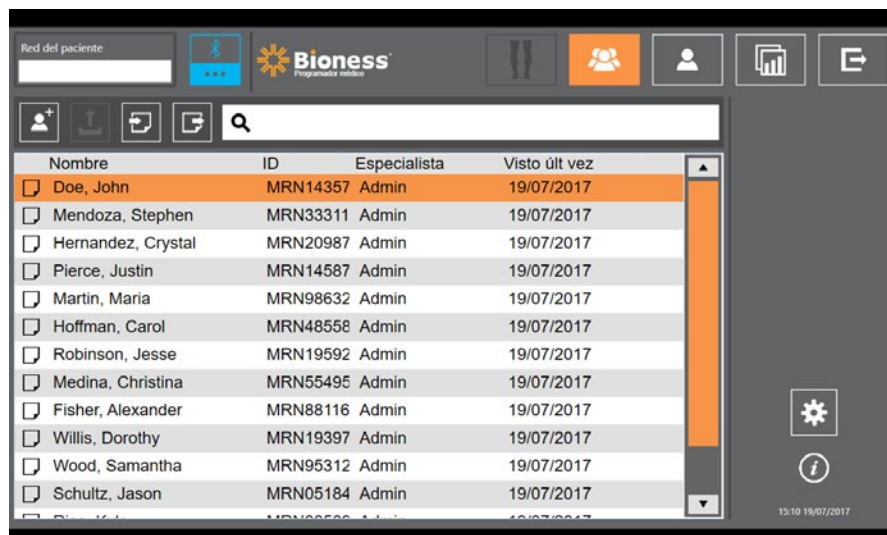 Red del paciente
Bioness
Programador médico
Nombre ID Especialista Visto últ vez
Doe, John MRN14357 Admin 19/07/2017
Mendoza, Stephen MRN33311 Admin 19/07/2017
Hernandez, Crystal MRN20987 Admin 19/07/2017
Pierce, Justin MRN14587 Admin 19/07/2017
Martin, Maria MRN98632 Admin 19/07/2017
Hoffman, Carol MRN48558 Admin 19/07/2017
Robinson, Jesse MRN19592 Admin 19/07/2017
Medina, Christina MRN55495 Admin 19/07/2017
Fisher, Alexander MRN88116 Admin 19/07/2017
Willis, Dorothy MRN19397 Admin 19/07/2017
Wood, Samantha MRN95312 Admin 19/07/2017
Schultz, Jason MRN05184 Admin 19/07/2017
15:10 19/07/2017